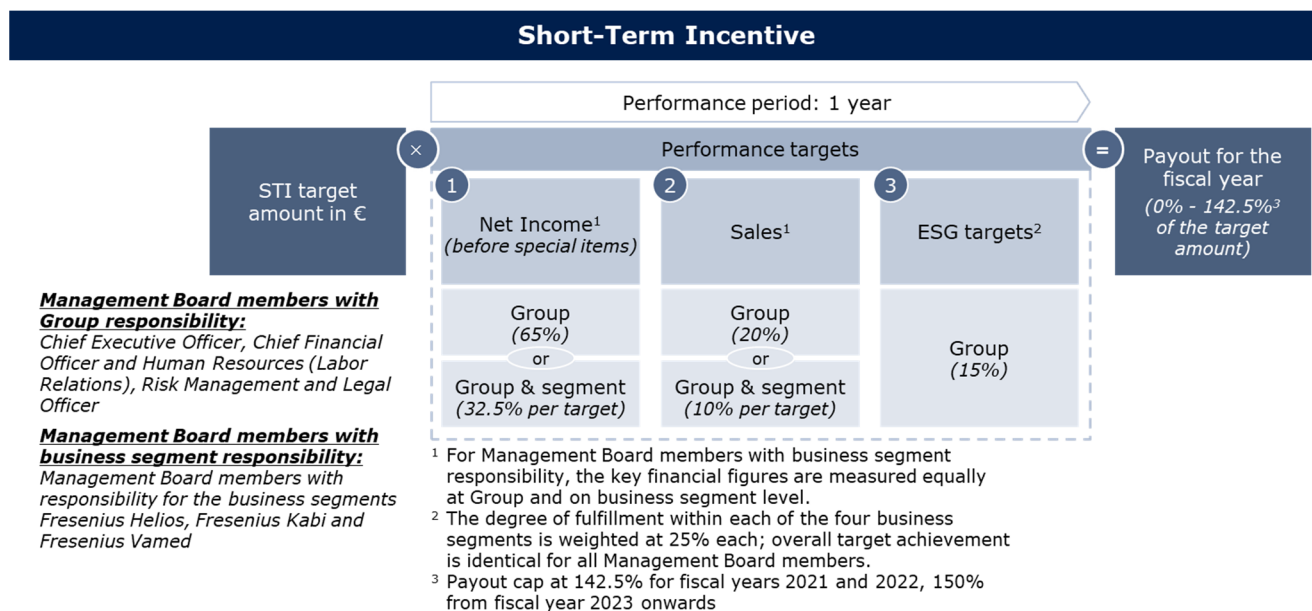 Short-Term Incentive
Performance period: 1 year
STI target
amount in €
×
Performance targets
=
Payout for the
fiscal year
(0% - 142.5%³
of the target
amount)
1
Net Income¹
(before special items)
2
Sales¹
3
ESG targets²
Group
(65%)
or
Group & segment
(32.5% per target)
Group
(20%)
or
Group & segment
(10% per target)
Group
(15%)
Management Board members with
Group responsibility:
Chief Executive Officer, Chief Financial
Officer and Human Resources (Labor
Relations), Risk Management and Legal
Officer
Management Board members with
business segment responsibility:
Management Board members with
responsibility for the business segments
Fresenius Helios, Fresenius Kabi and
Fresenius Vamed
¹ For Management Board members with business segment
responsibility, the key financial figures are measured equally
at Group and on business segment level.
² The degree of fulfillment within each of the four business
segments is weighted at 25% each; overall target achievement
is identical for all Management Board members.
³ Payout cap at 142.5% for fiscal years 2021 and 2022, 150%
from fiscal year 2023 onwards